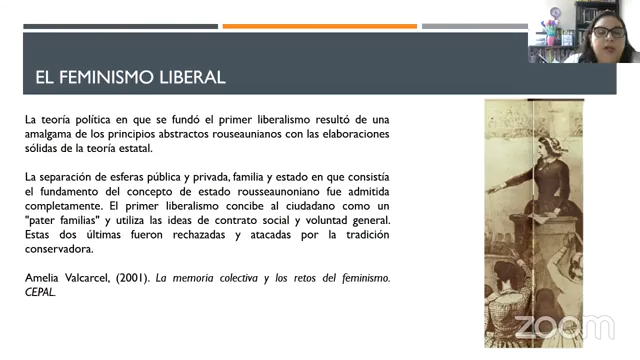 EL FEMINISMO LIBERAL
La teoría política en que se fundó el primer liberalismo resultó de una
amalgama de los principios abstractos rouseaunianos con las elaboraciones
sólidas de la teoría estatal.
La separación de esferas pública y privada, familia y estado en que consistía
el fundamento del concepto de estado rousseaunoniano fue admitida
completamente. El primer liberalismo concibe al ciudadano como un
"pater familias" y utiliza las ideas de contrato social y voluntad general.
Estas dos últimas fueron rechazadas y atacadas por la tradición
conservadora.
Amelia Valcarcel, (2001). La memoria colectiva y los retos del feminismo.
CEPAL.
zoom